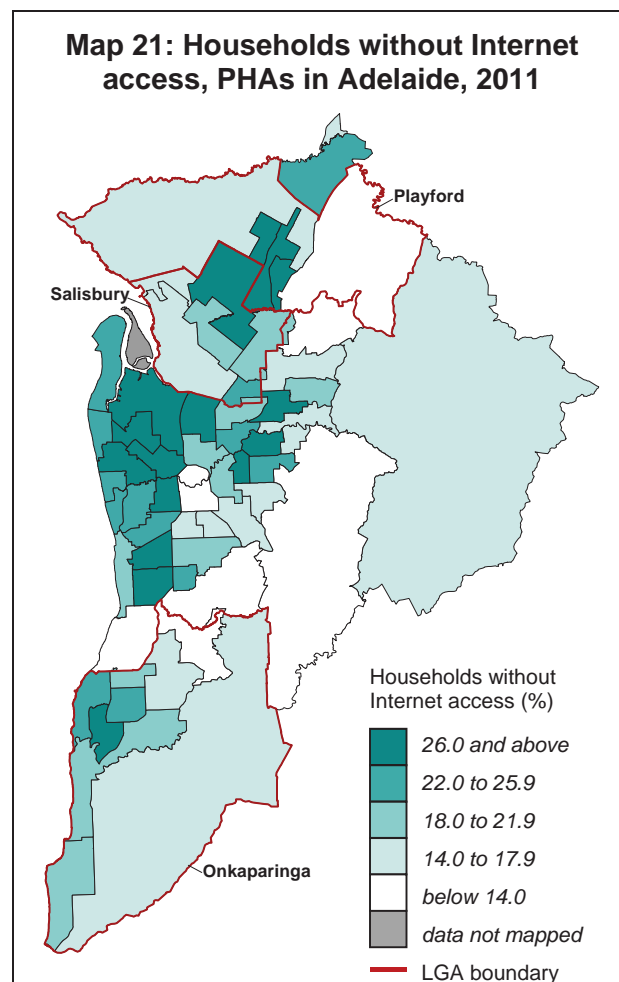 Map 21: Households without Internet
access, PHAs in Adelaide, 2011
Playford
Salisbury
Onkaparinga
Households without
Internet access (%)
26.0 and above
22.0 to 25.9
18.0 to 21.9
14.0 to 17.9
below 14.0
data not mapped
LGA boundary